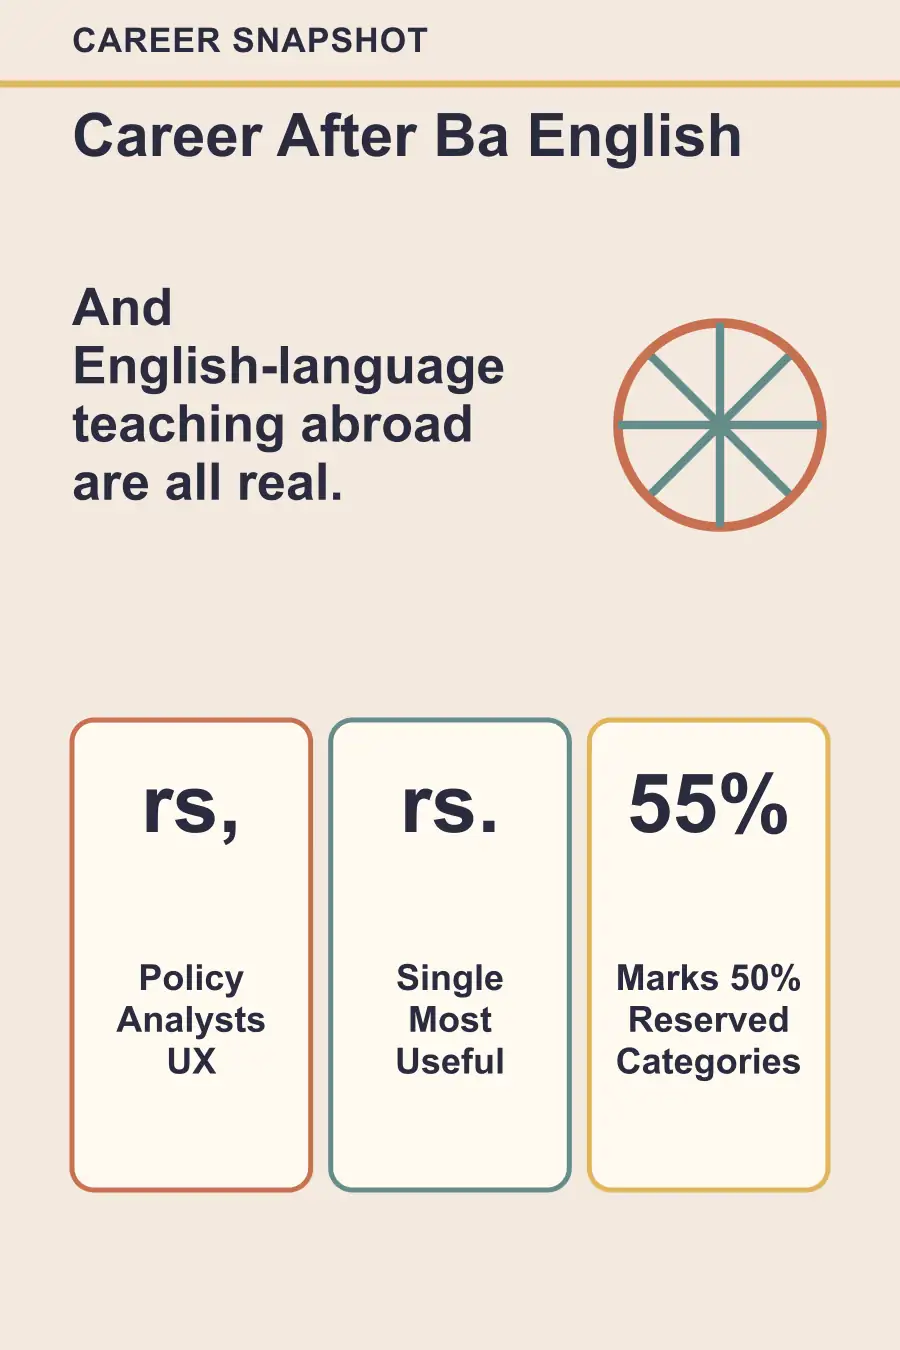 CAREER SNAPSHOT
Career After Ba English
And
English-language
teaching abroad
are all real.
rs,
Policy
Analysts
UX
rs.
Single
Most
Useful
55%
Marks 50%
Reserved
Categories